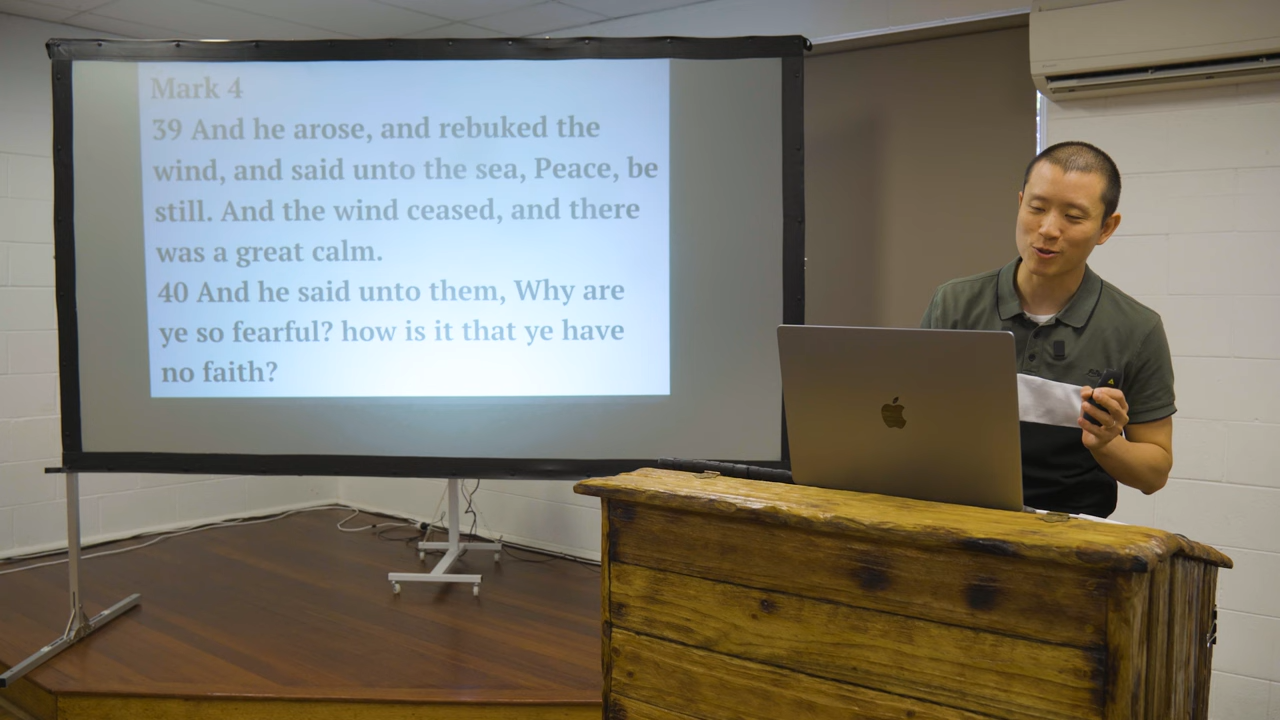 Mark 4
39 And he arose, and rebuked the
wind, and said unto the sea, Peace, be
still. And the wind ceased, and there
was a great calm.
40 And he said unto them, Why are
ye so fearful? how is it that ye have
no faith?